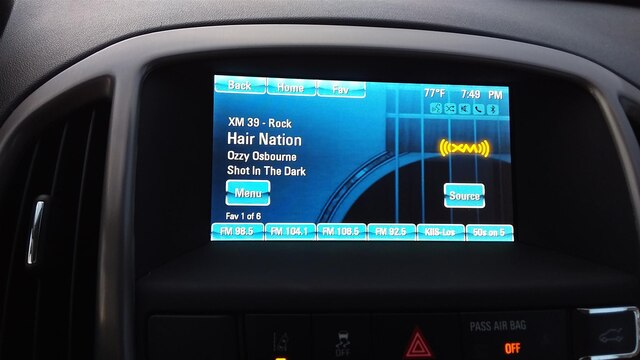 Back Home Fav 77°F 7:49 PM
XM 39 - Rock
Hair Nation
Ozzy Osbourne
Shot In The Dark
((XM))
Menu Source
Fav 1 of 6
FM 98.5 FM 104.1 FM 106.5 FM 92.5 KIIS-Los 60s on 5
OFF
PASS AIR BAG
OFF